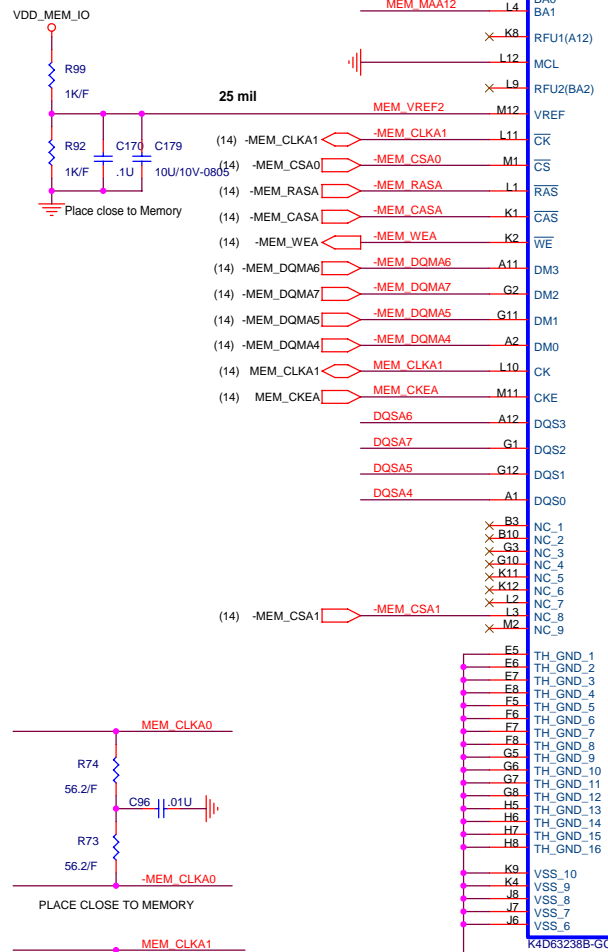 MEM_MAA12 L4 BA1
VDD_MEM_IO
K8 RFU1(A12)
L12 MCL
R99
1K/F
L9 RFU2(BA2)
25 mil
MEM_VREF2 M12 VREF
R92
1K/F
C170
.1U
C179
10U/10V-0805
Place close to Memory
(14) -MEM_CLKA1 -MEM_CLKA1 L11 CK
(14) -MEM_CSA0 -MEM_CSA0 M1 CS
(14) -MEM_RASA -MEM_RASA L1 RAS
(14) -MEM_CASA -MEM_CASA K1 CAS
(14) -MEM_WEA -MEM_WEA K2 WE
(14) -MEM_DQMA6 -MEM_DQMA6 A11 DM3
(14) -MEM_DQMA7 -MEM_DQMA7 G2 DM2
(14) -MEM_DQMA5 -MEM_DQMA5 G11 DM1
(14) -MEM_DQMA4 -MEM_DQMA4 A2 DM0
(14) MEM_CLKA1 MEM_CLKA1 L10 CK
(14) MEM_CKEA MEM_CKEA M11 CKE
DQSA6 A12 DQS3
DQSA7 G1 DQS2
DQSA5 G12 DQS1
DQSA4 A1 DQS0
B3 NC_1
B10 NC_2
G3 NC_3
G10 NC_4
K11 NC_5
K12 NC_6
L2 NC_7
(14) -MEM_CSA1 -MEM_CSA1 L3 NC_8
M2 NC_9
E5 TH_GND_1
E6 TH_GND_2
E7 TH_GND_3
E8 TH_GND_4
F5 TH_GND_5
F6 TH_GND_6
F7 TH_GND_7
F8 TH_GND_8
G5 TH_GND_9
G6 TH_GND_10
G7 TH_GND_11
G8 TH_GND_12
H5 TH_GND_13
H6 TH_GND_14
H7 TH_GND_15
H8 TH_GND_16
K9 VSS_10
K4 VSS_9
J8 VSS_8
J7 VSS_7
J6 VSS_6
MEM_CLKA0
R74
56.2/F
C96 .01U
R73
56.2/F
-MEM_CLKA0
PLACE CLOSE TO MEMORY
MEM_CLKA1